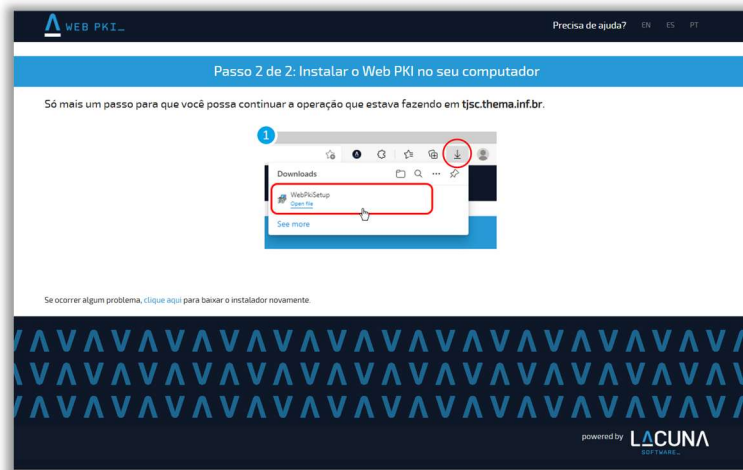 WEB PKI_
Precisa de ajuda? EN ES PT
Passo 2 de 2: Instalar o Web PKI no seu computador
Só mais um passo para que você possa continuar a operação que estava fazendo em tjsc.thema.inf.br.
1
Downloads
WebPkiSetup
Open file
See more
Se ocorrer algum problema, clique aqui para baixar o instalador novamente.
powered by LACUNA
SOFTWARE_